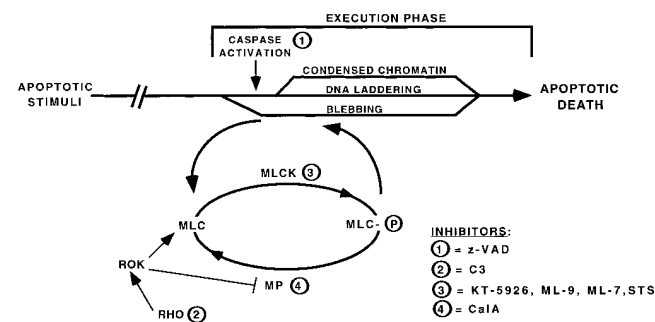 EXECUTION PHASE
CASPASE ①
ACTIVATION
CONDENSED CHROMATIN
APOPTOTIC
STIMULI
DNA LADDERING
APOPTOTIC
DEATH
BLEBBING
MLCK ③
MLC
MLC- Ⓟ
ROK
MP ④
RHO ②
INHIBITORS:
① = z-VAD
② = C3
③ = KT-5926, ML-9, ML-7,STS
④ = CalA